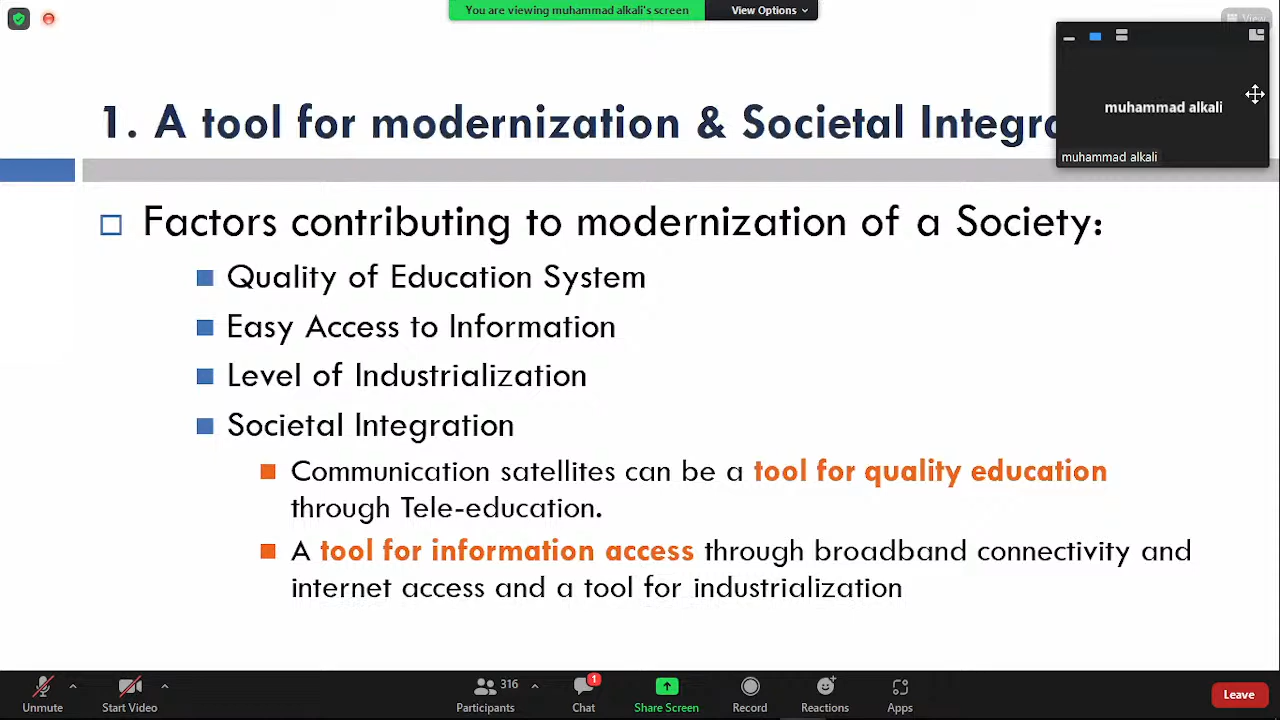 You are viewing muhammad alkali's screen
View Options
View
muhammad alkali
muhammad alkali
1. A tool for modernization & Societal Integr
Factors contributing to modernization of a Society:
Quality of Education System
Easy Access to Information
Level of Industrialization
Societal Integration
Communication satellites can be a tool for quality education
through Tele-education.
A tool for information access through broadband connectivity and
internet access and a tool for industrialization
Unmute
Start Video
316
Participants
1
Chat
Share Screen
Record
Reactions
Apps
Leave